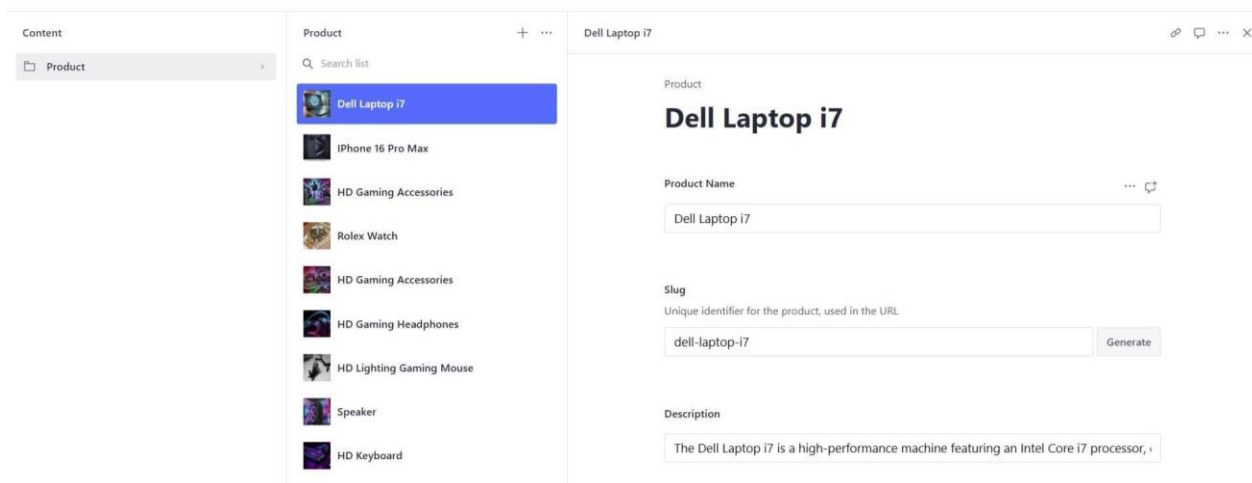 Content
Product
Product
Search list
Dell Laptop i7
IPhone 16 Pro Max
HD Gaming Accessories
Rolex Watch
HD Gaming Accessories
HD Gaming Headphones
HD Lighting Gaming Mouse
Speaker
HD Keyboard
Dell Laptop i7
Product
Dell Laptop i7
Product Name
Dell Laptop i7
Slug
Unique identifier for the product, used in the URL
dell-laptop-i7
Generate
Description
The Dell Laptop i7 is a high-performance machine featuring an Intel Core i7 processor,